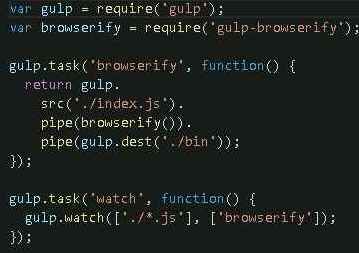 var gulp = require('gulp');
var browserify = require('gulp-browserify');
gulp.task('browserify', function() {
return gulp.
src('./index.js').
pipe(browserify()).
pipe(gulp.dest('./bin'));
});
gulp.task('watch', function() {
gulp.watch(['./*.js'], ['browserify']);
});